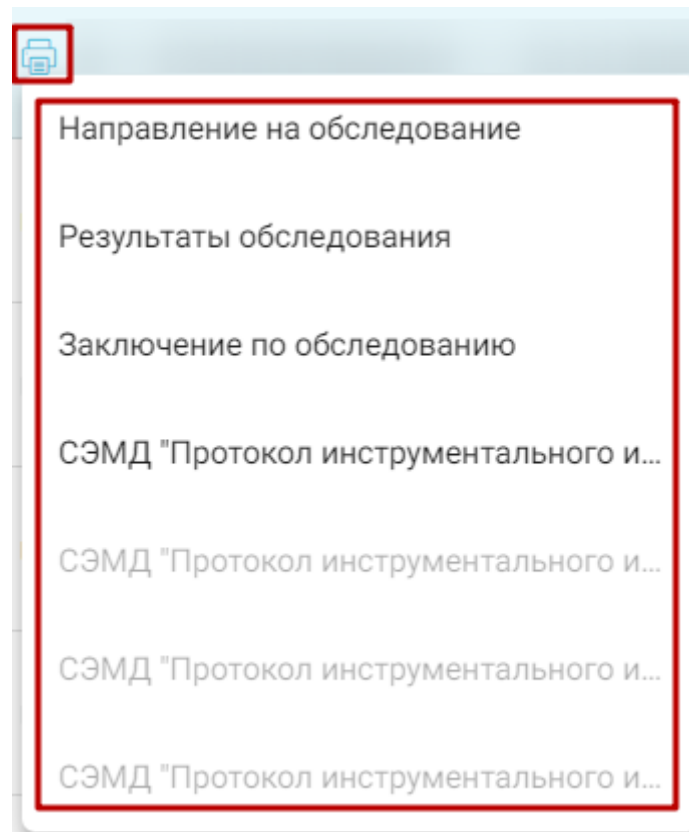 Направление на обследование
Результаты обследования
Заключение по обследованию
СЭМД "Протокол инструментального и...
СЭМД "Протокол инструментального и...
СЭМД "Протокол инструментального и...
СЭМД "Протокол инструментального и...